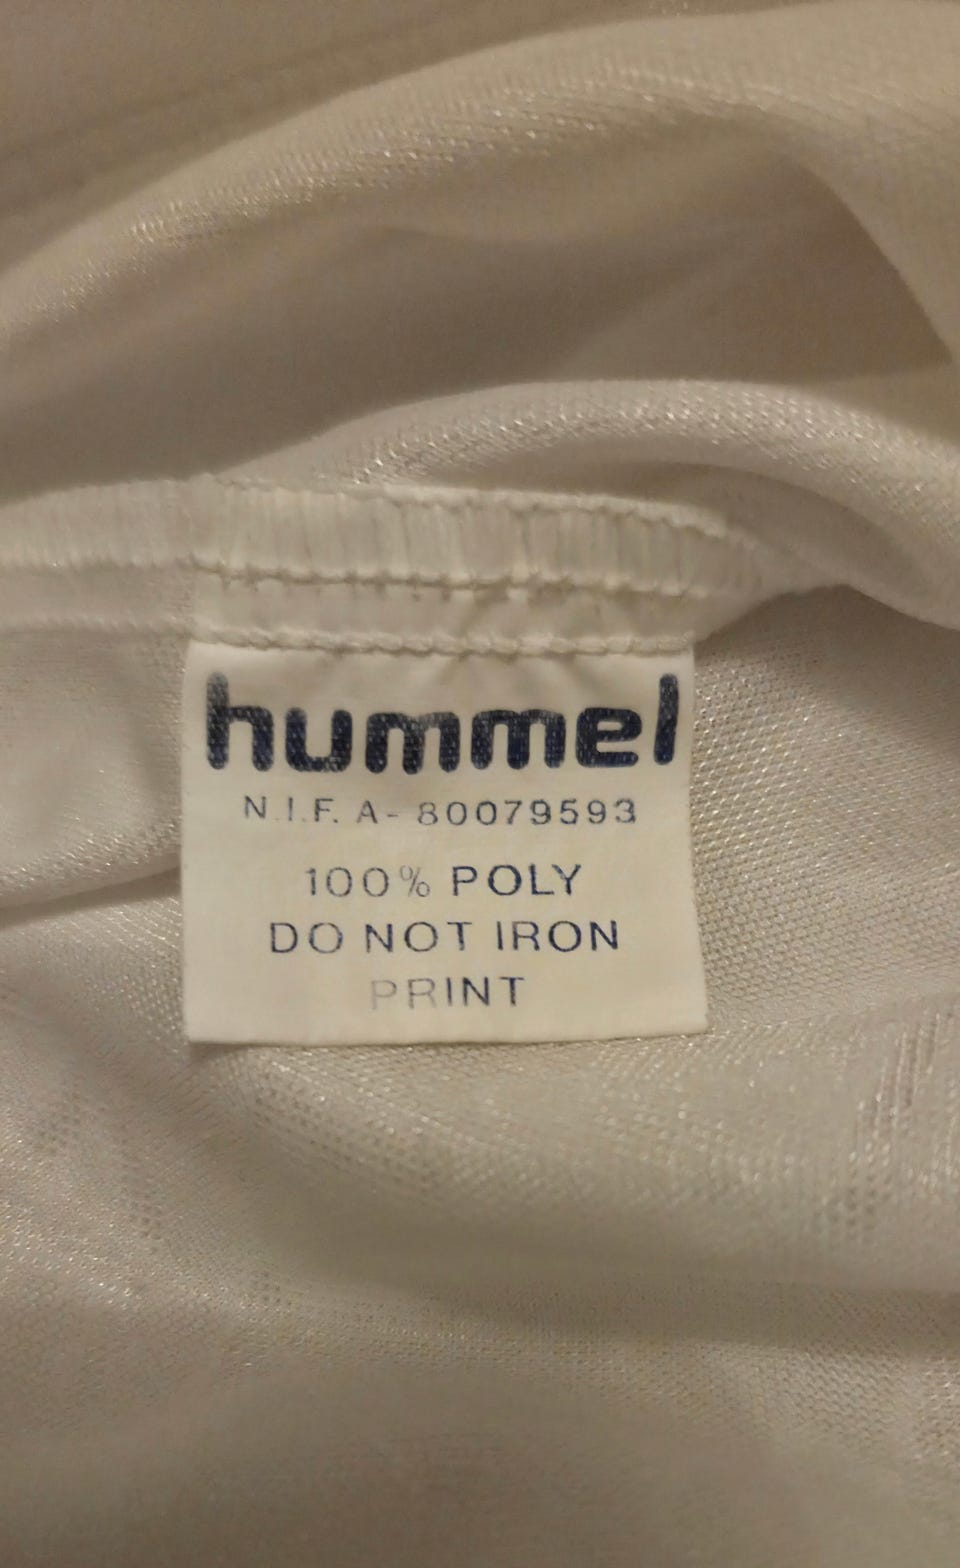 hummel
N.I.F. A-80079593
100% POLY
DO NOT IRON
PRINT